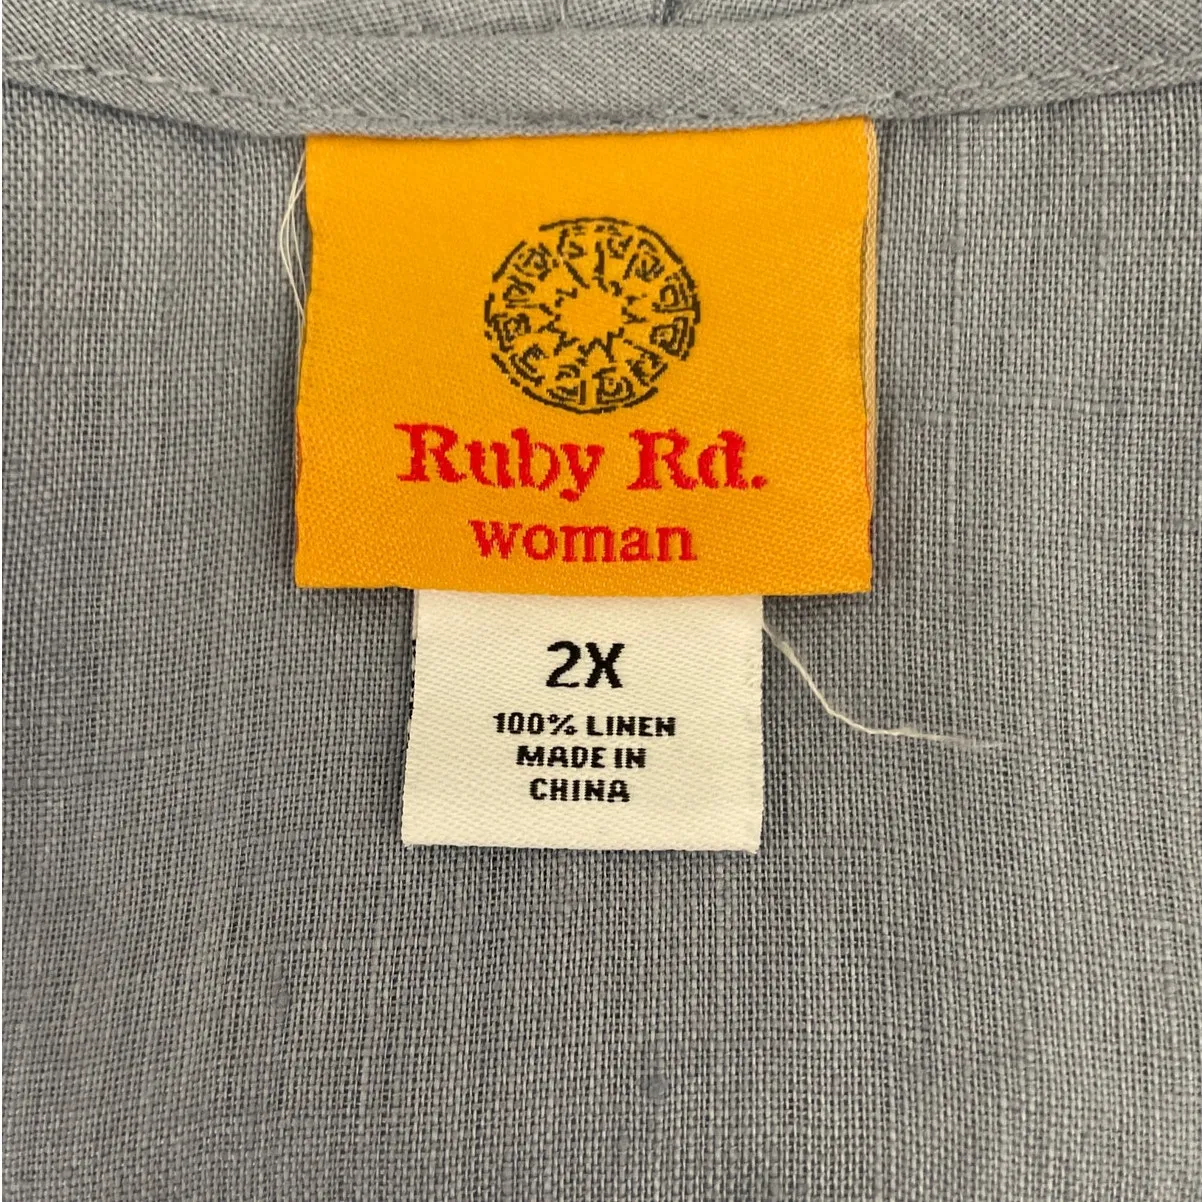 Ruby Rd.
woman
2X
100% LINEN
MADE IN
CHINA